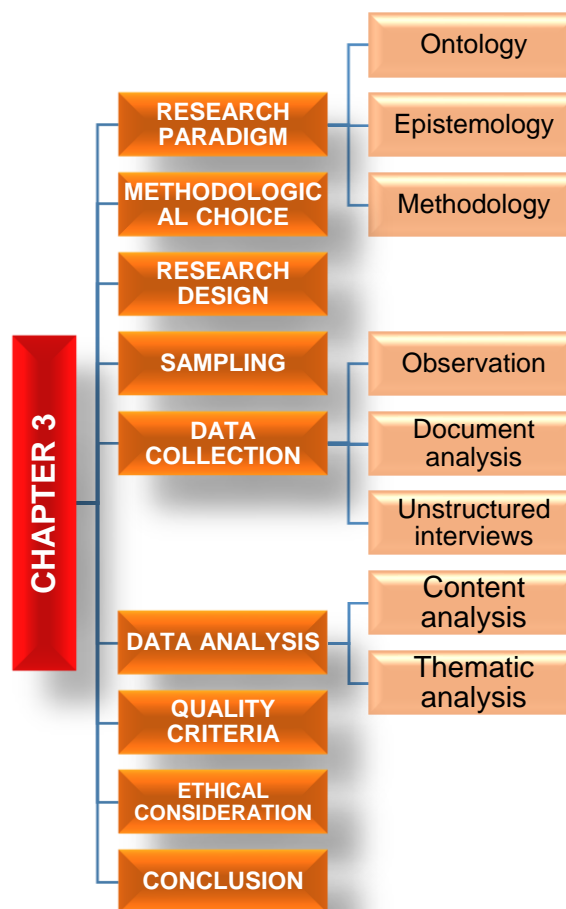 CHAPTER 3
RESEARCH
PARADIGM
Ontology
Epistemology
Methodology
METHODOLOGIC
AL CHOICE
RESEARCH
DESIGN
SAMPLING
DATA
COLLECTION
Observation
Document
analysis
Unstructured
interviews
DATA ANALYSIS
Content
analysis
Thematic
analysis
QUALITY
CRITERIA
ETHICAL
CONSIDERATION
CONCLUSION